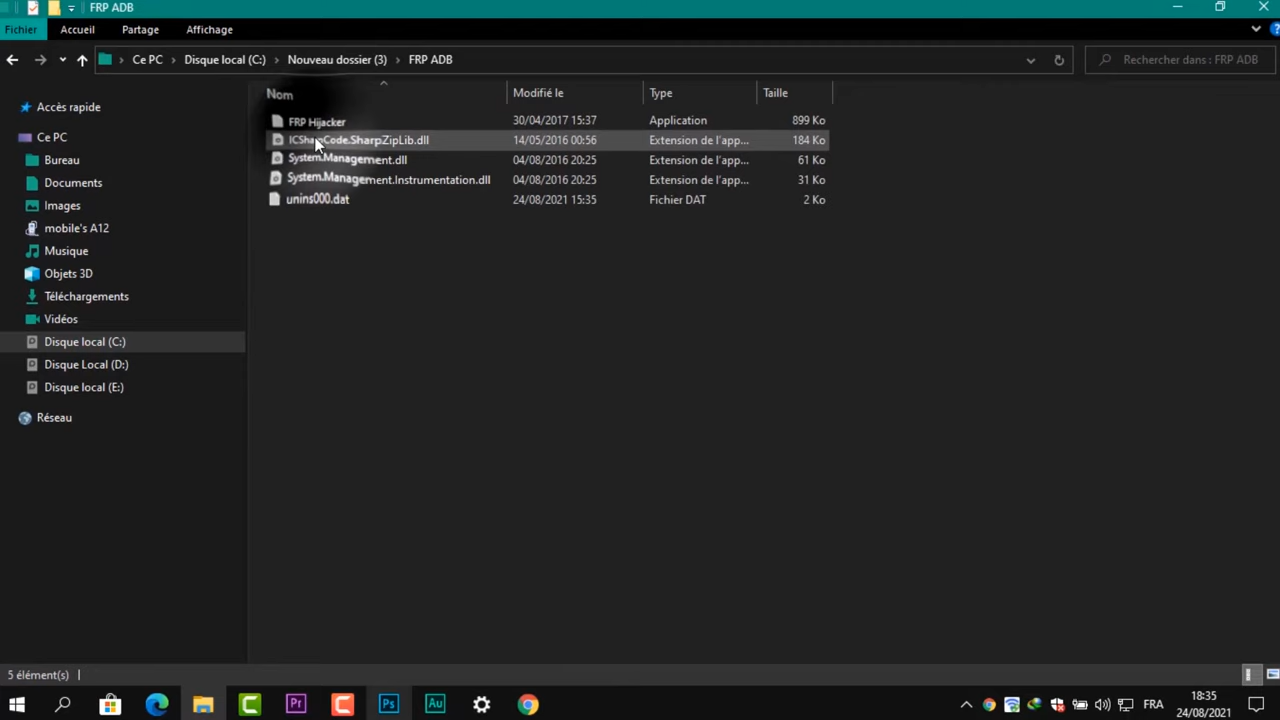 FRP ADB
Fichier Accueil Partage Affichage
Ce PC Disque local (C:) Nouveau dossier (3) FRP ADB Rechercher dans : FRP ADB
Nom Modifié le Type Taille
FRP Hijacker 30/04/2017 15:37 Application 899 Ko
ICSharpCode.SharpZipLib.dll 14/05/2016 00:56 Extension de l'app... 184 Ko
System.Management.dll 04/08/2016 20:25 Extension de l'app... 61 Ko
System.Management.Instrumentation.dll 04/08/2016 20:25 Extension de l'app... 31 Ko
unins000.dat 24/08/2021 15:35 Fichier DAT 2 Ko
Accès rapide
Ce PC
Bureau
Documents
Images
mobile's A12
Musique
Objets 3D
Téléchargements
Vidéos
Disque local (C:)
Disque Local (D:)
Disque local (E:)
Réseau
5 élément(s)
Pr Ps Au FRA 18:35
24/08/2021